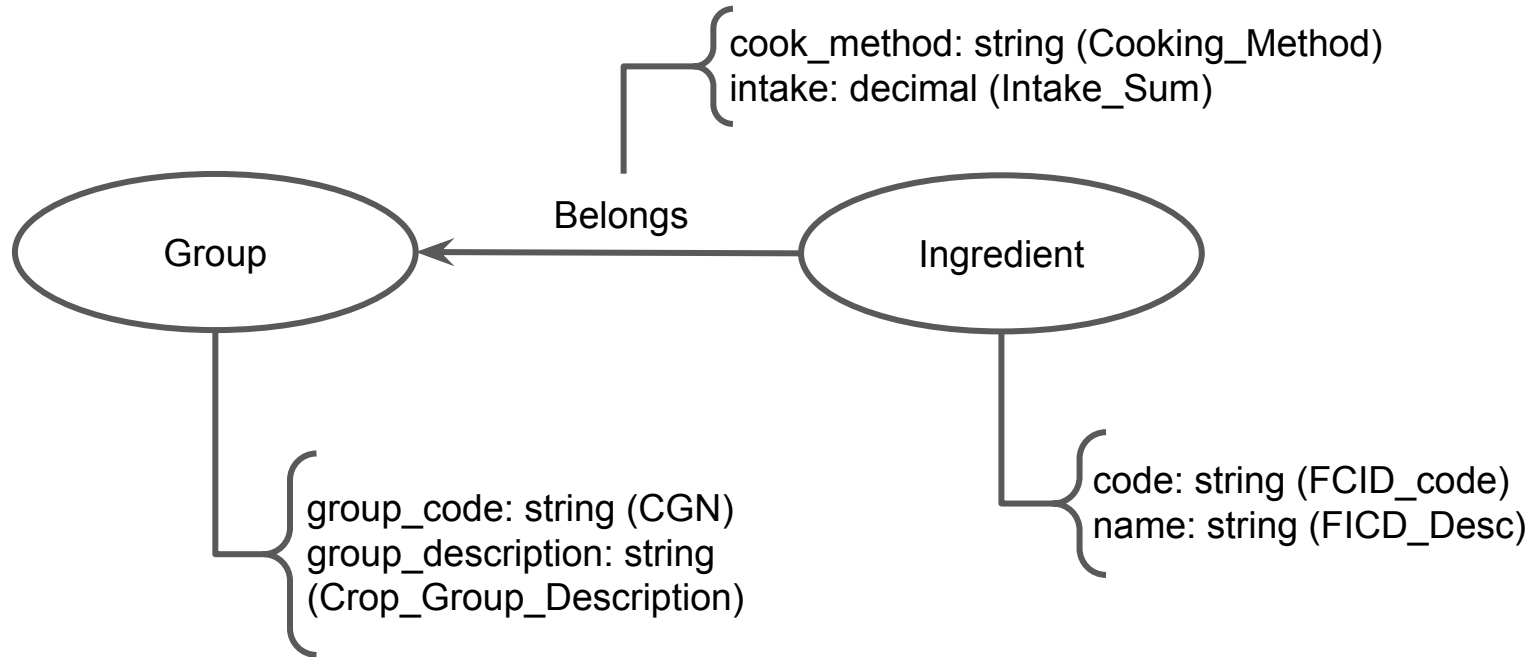 cook_method: string (Cooking_Method)
intake: decimal (Intake_Sum)
Belongs
Group
Ingredient
code: string (FCID_code)
name: string (FICD_Desc)
group_code: string (CGN)
group_description: string
(Crop_Group_Description)